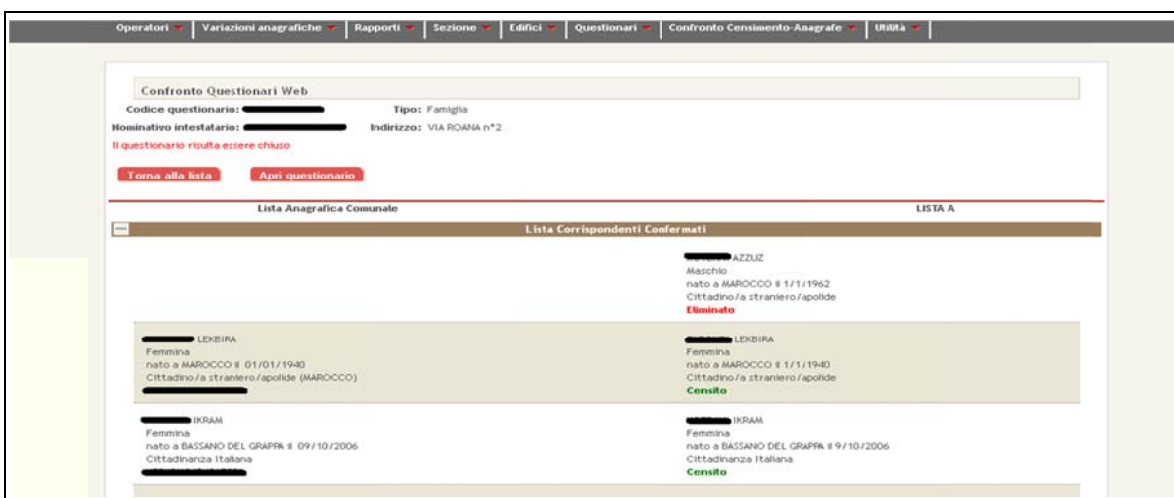 Operatori Variazioni anagrafiche Rapporti Sezione Edifici Questionari Confronto Censimento-Anagrafe Utilità
Confronto Questionari Web
Codice questionario: Tipo: Famiglia
Nominativo intestatario: Indirizzo: VIA ROANA n°2
Il questionario risulta essere chiuso
Torna alla lista Apri questionario
Lista Anagrafica Comunale LISTA A
Lista Corrispondenti Confermati
AZZUZ
Maschio
nato a MAROCCO il 1/1/1962
Cittadino/a straniero/apolide
Eliminato
LEKBIRA
Femmina
nato a MAROCCO il 01/01/1940
Cittadino/a straniero/apolide (MAROCCO)
LEKBIRA
Femmina
nato a MAROCCO il 1/1/1940
Cittadino/a straniero/apolide
Censito
IKRAM
Femmina
nato a BASSANO DEL GRAPPA il 09/10/2006
Cittadinanza Italiana
IKRAM
Femmina
nato a BASSANO DEL GRAPPA il 9/10/2006
Cittadinanza Italiana
Censito